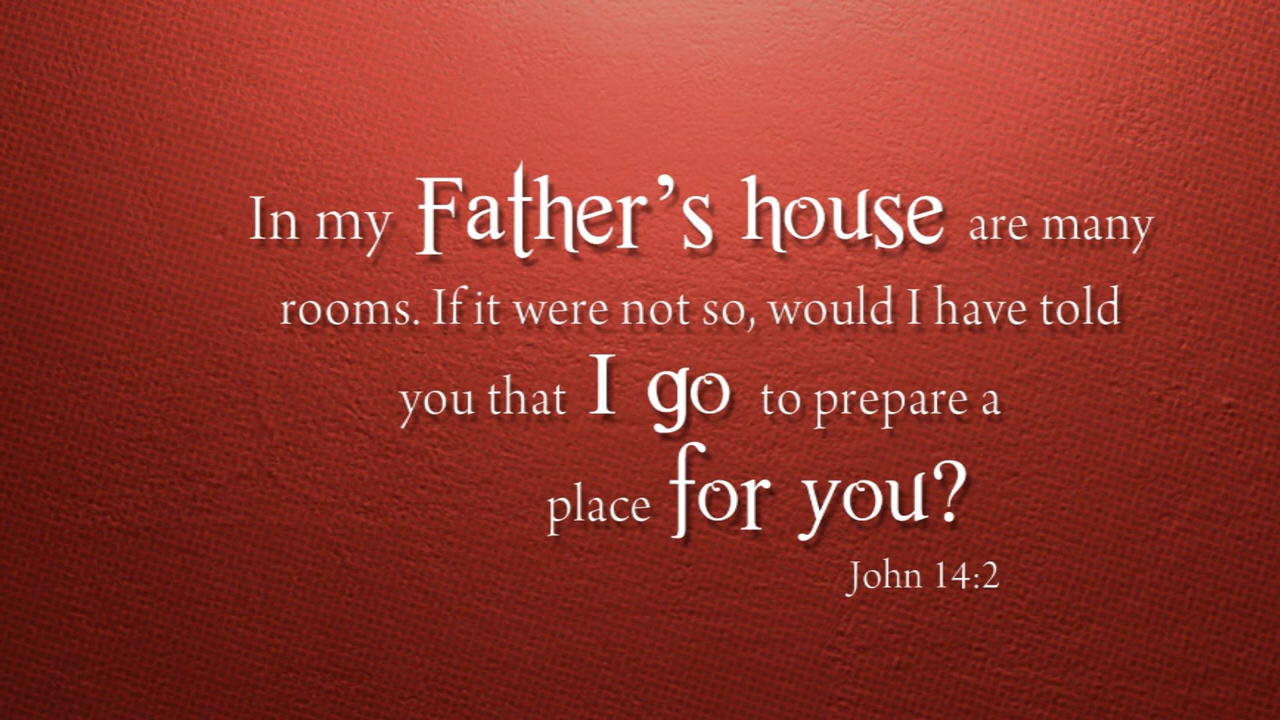 In my Father’s house are many
rooms. If it were not so, would I have told
you that I go to prepare a
place for you?
John 14:2